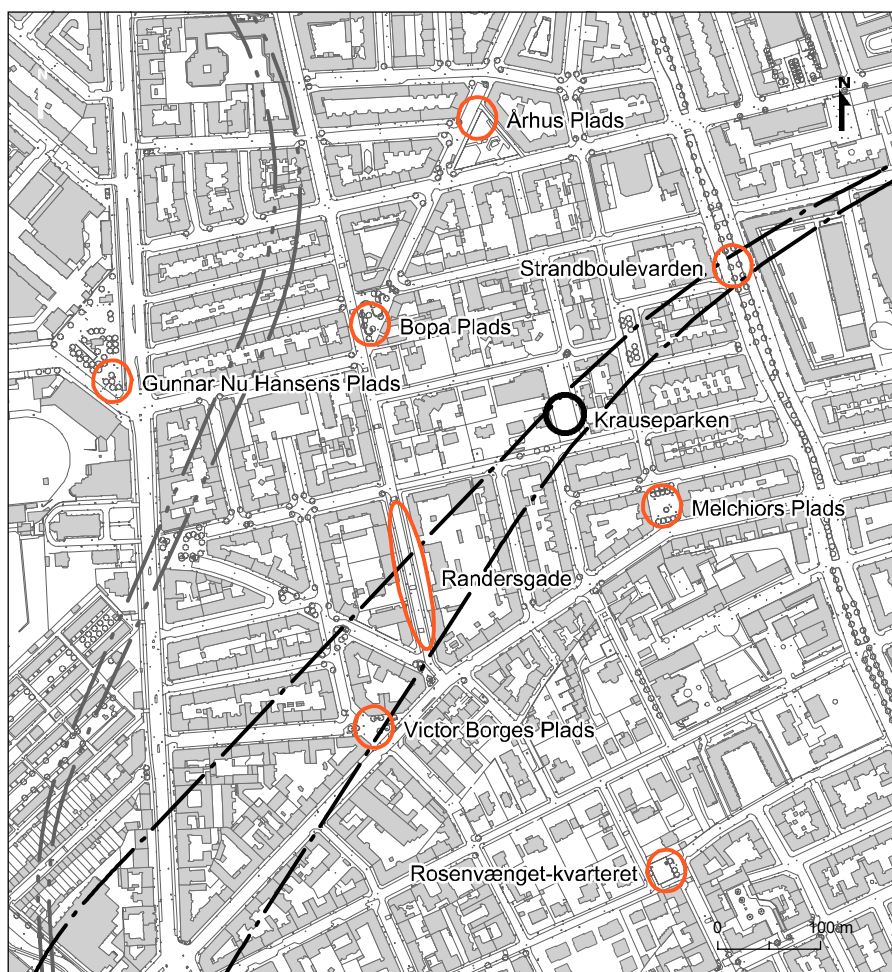 N
N
Århus Plads
Strandboulevarden
Bopa Plads
Gunnar Nu Hansens Plads
Krauseparken
Melchiors Plads
Randersgade
Victor Borges Plads
Rosenvænget-kvarteret
0 100 m